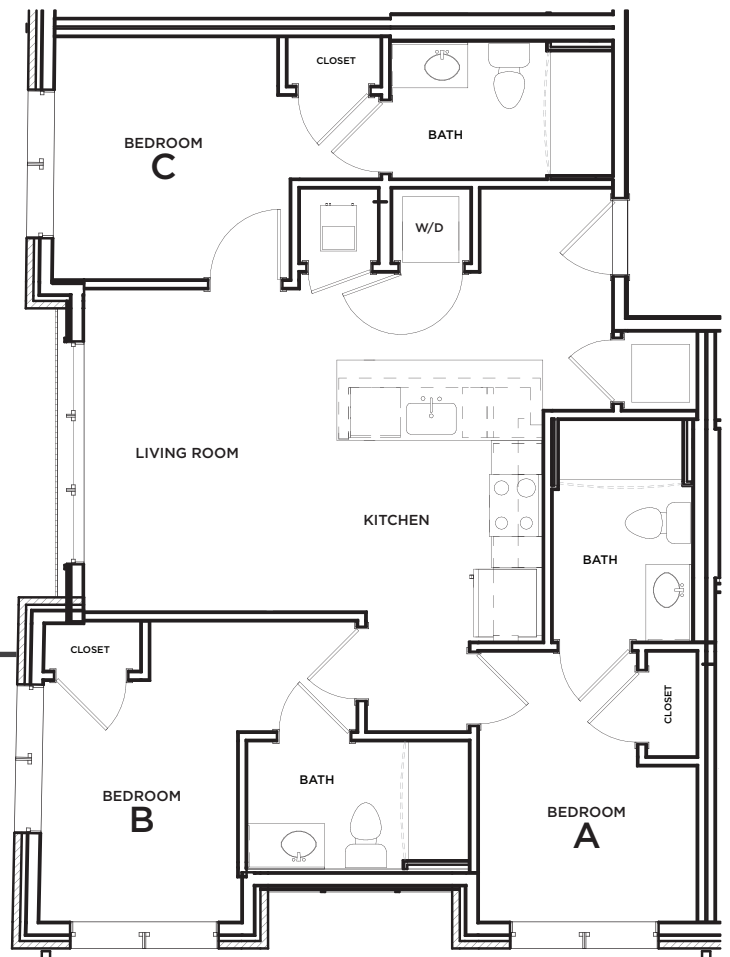 CLOSET
BEDROOM
C
BATH
W/D
LIVING ROOM
KITCHEN
BATH
CLOSET
CLOSET
BATH
BEDROOM
B
BEDROOM
A